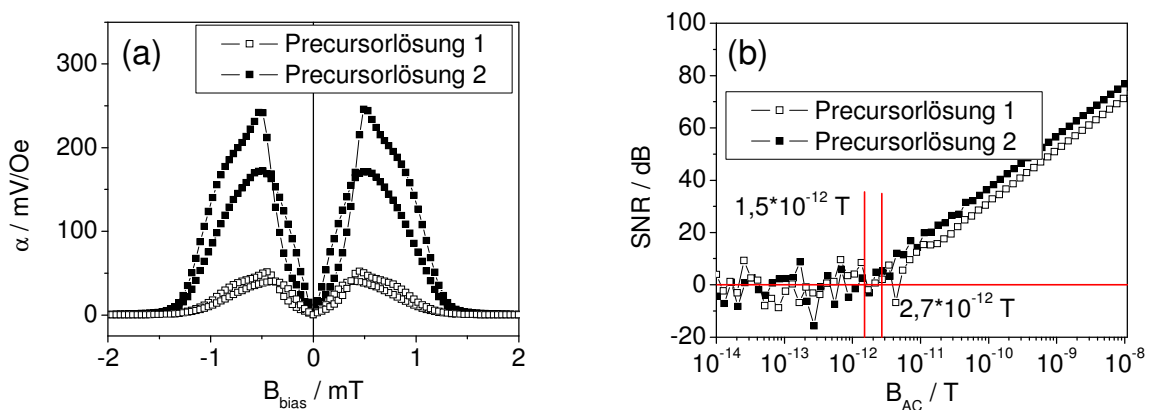 (a)
Precursorlösung 1
Precursorlösung 2
300
200
100
0
α / mV/Oe
-2
-1
0
1
2
B_bias / mT
(b)
Precursorlösung 1
Precursorlösung 2
100
80
60
40
20
0
-20
SNR / dB
1,5*10^-12 T
2,7*10^-12 T
10^-14
10^-13
10^-12
10^-11
10^-10
10^-9
10^-8
B_AC / T